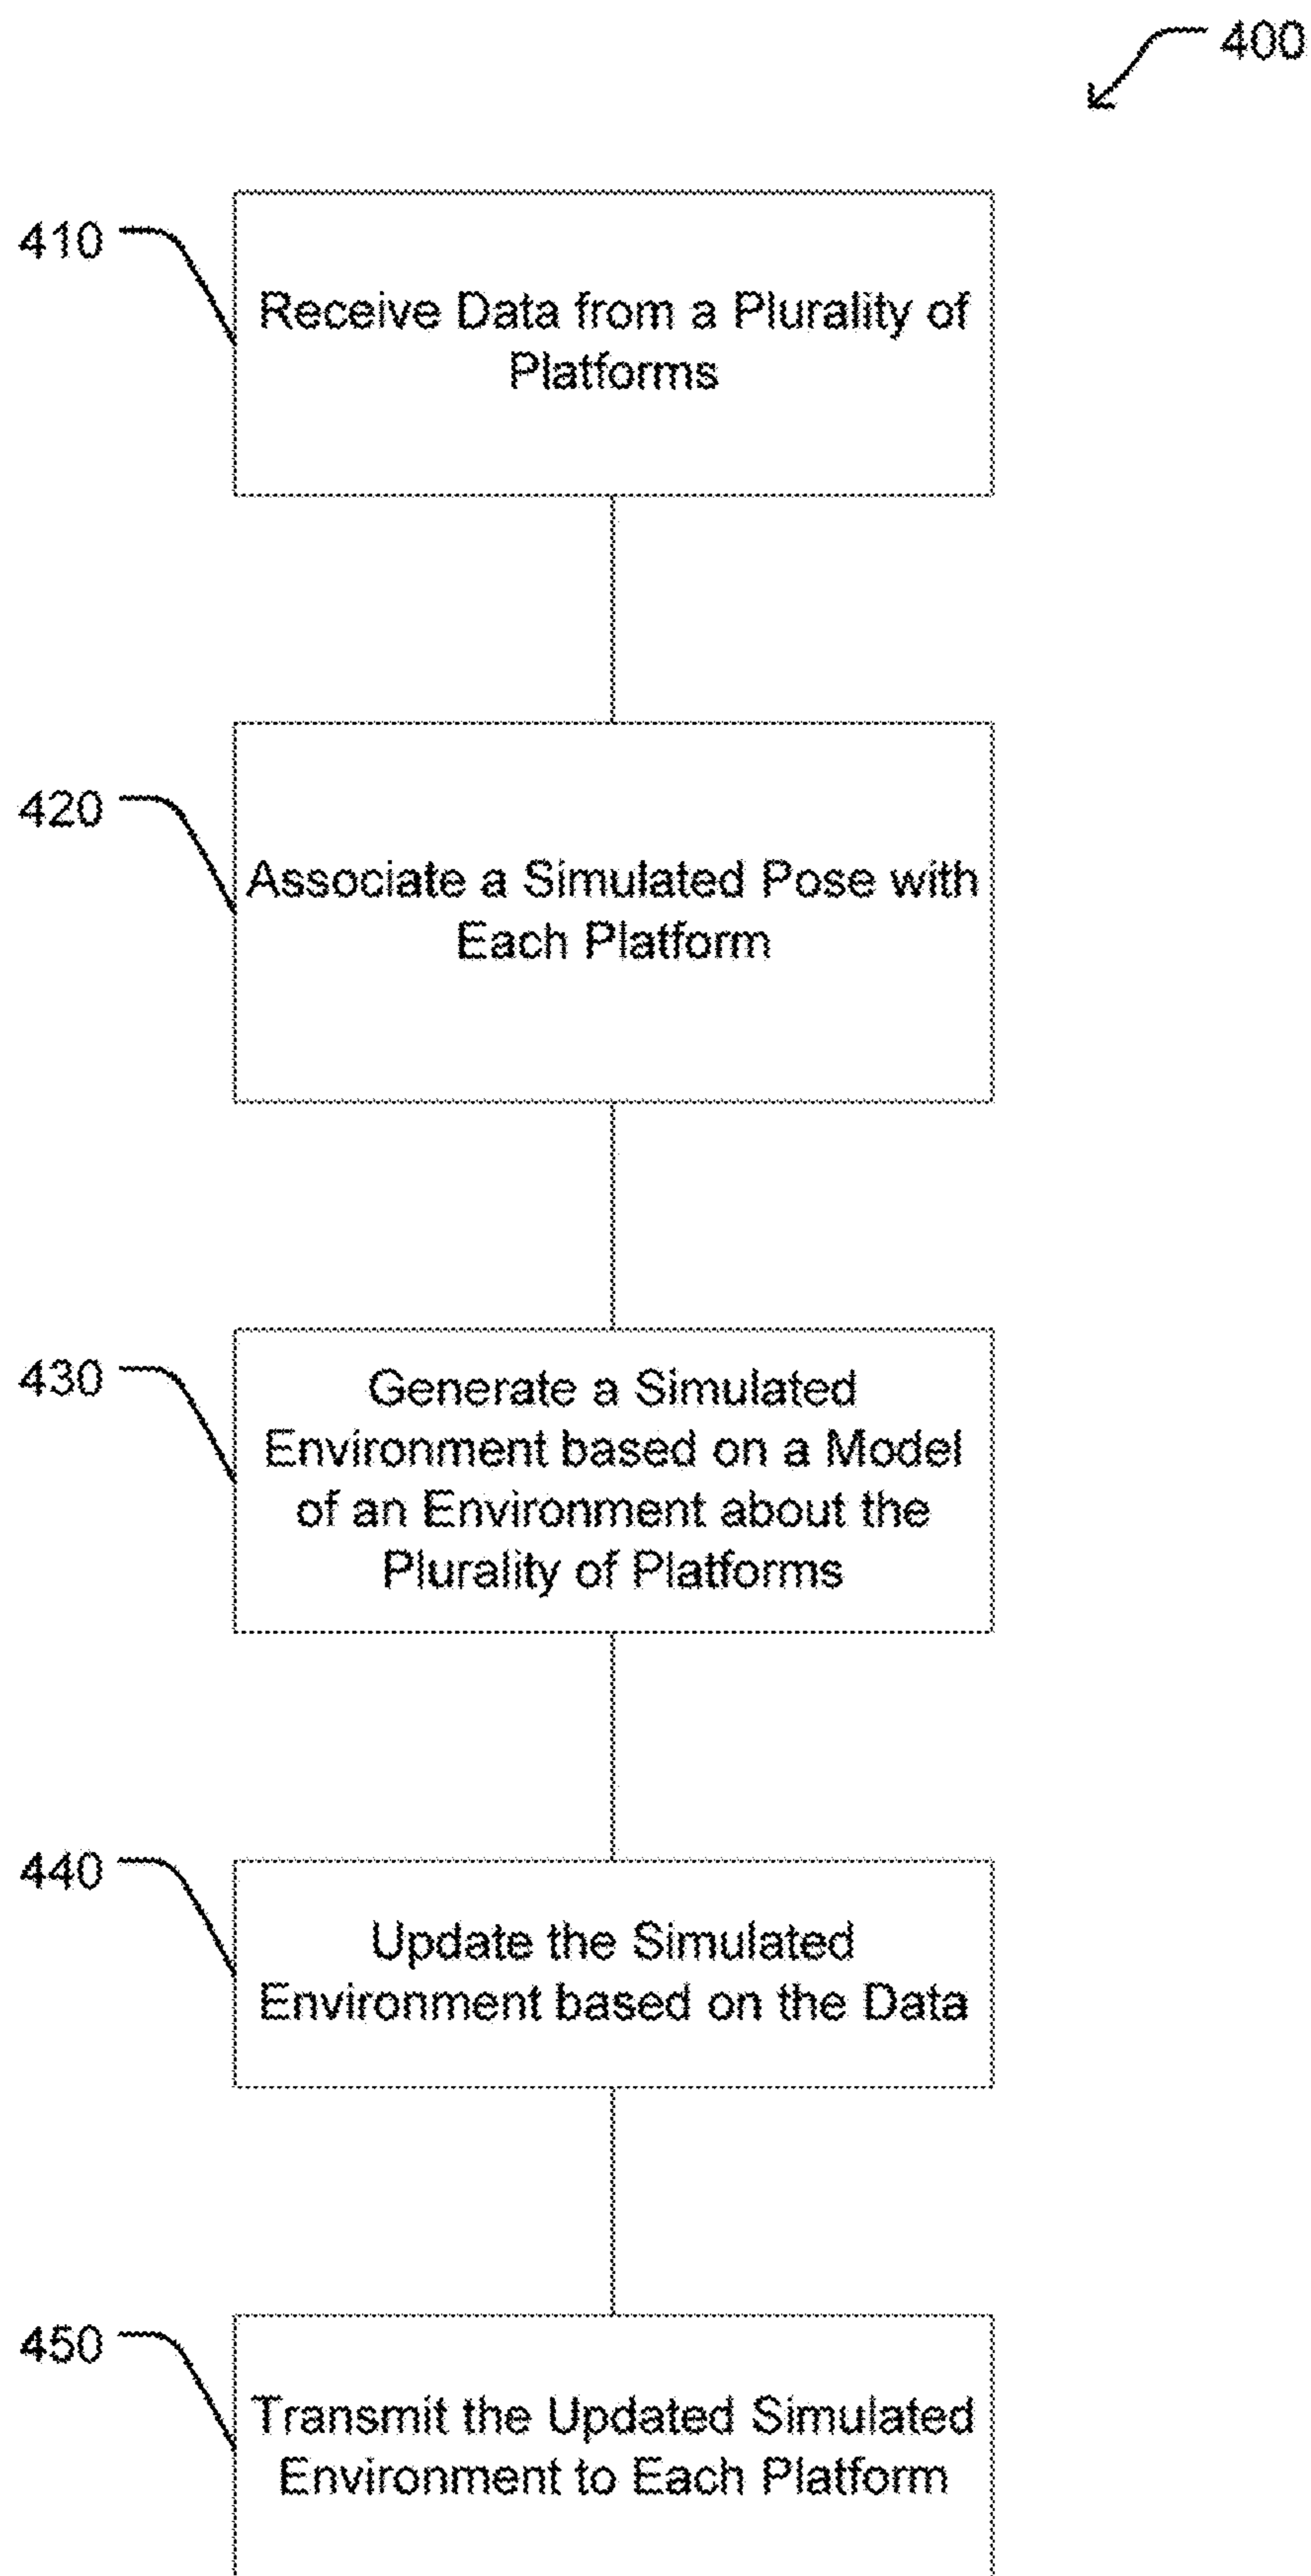 400
410
Receive Data from a Plurality of
Platforms
420
Associate a Simulated Pose with
Each Platform
430
Generate a Simulated
Environment based on a Model
of an Environment about the
Plurality of Platforms
440
Update the Simulated
Environment based on the Data
450
Transmit the Updated Simulated
Environment to Each Platform